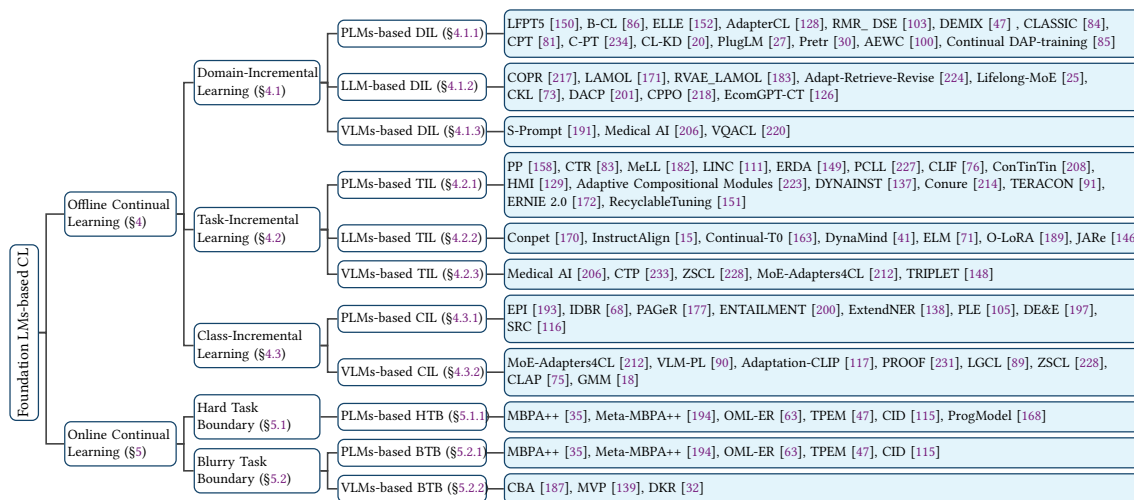 Foundation LMs-based CL
Offline Continual
Learning (§4)
Domain-Incremental
Learning (§4.1)
PLMs-based DIL (§4.1.1)
LFPT5 [150], B-CL [86], ELLE [152], AdapterCL [128], RMR_DSE [103], DEMIX [47] , CLASSIC [84],
CPT [81], C-PT [234], CL-KD [20], PlugLM [27], Pretr [30], AEWC [100], Continual DAP-training [85]
LLM-based DIL (§4.1.2)
COPR [217], LAMOL [171], RVAE_LAMOL [183], Adapt-Retrieve-Revise [224], Lifelong-MoE [25],
CKL [73], DACP [201], CPPO [218], EcomGPT-CT [126]
VLMs-based DIL (§4.1.3)
S-Prompt [191], Medical AI [206], VQACL [220]
Task-Incremental
Learning (§4.2)
PLMs-based TIL (§4.2.1)
PP [158], CTR [83], MeLL [182], LINC [111], ERDA [149], PCLL [227], CLIF [76], ConTinTin [208],
HMI [129], Adaptive Compositional Modules [223], DYNAINST [137], Conure [214], TERACON [91],
ERNIE 2.0 [172], RecyclableTuning [151]
LLMs-based TIL (§4.2.2)
Conpet [170], InstructAlign [15], Continual-T0 [163], DynaMind [41], ELM [71], O-LoRA [189], JARe [146
VLMs-based TIL (§4.2.3)
Medical AI [206], CTP [233], ZSCL [228], MoE-Adapters4CL [212], TRIPLET [148]
Class-Incremental
Learning (§4.3)
PLMs-based CIL (§4.3.1)
EPI [193], IDBR [68], PAGeR [177], ENTAILMENT [200], ExtendNER [138], PLE [105], DE&E [197],
SRC [116]
VLMs-based CIL (§4.3.2)
MoE-Adapters4CL [212], VLM-PL [90], Adaptation-CLIP [117], PROOF [231], LGCL [89], ZSCL [228],
CLAP [75], GMM [18]
Online Continual
Learning (§5)
Hard Task
Boundary (§5.1)
PLMs-based HTB (§5.1.1)
MBPA++ [35], Meta-MBPA++ [194], OML-ER [63], TPEM [47], CID [115], ProgModel [168]
Blurry Task
Boundary (§5.2)
PLMs-based BTB (§5.2.1)
MBPA++ [35], Meta-MBPA++ [194], OML-ER [63], TPEM [47], CID [115]
VLMs-based BTB (§5.2.2)
CBA [187], MVP [139], DKR [32]